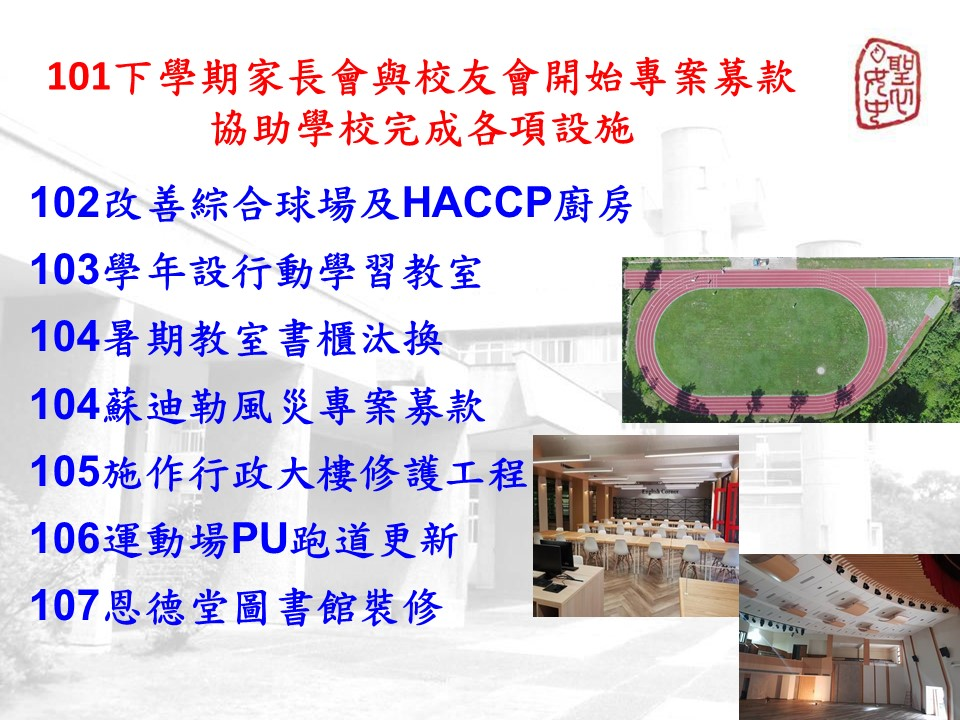 101下學期家長會與校友會開始專案募款
協助學校完成各項設施
聖心女中
102改善綜合球場及HACCP廚房
103學年設行動學習教室
104暑期教室書櫃汰換
104蘇迪勒風災專案募款
105施作行政大樓修護工程
106運動場PU跑道更新
107恩德堂圖書館裝修
English Corner